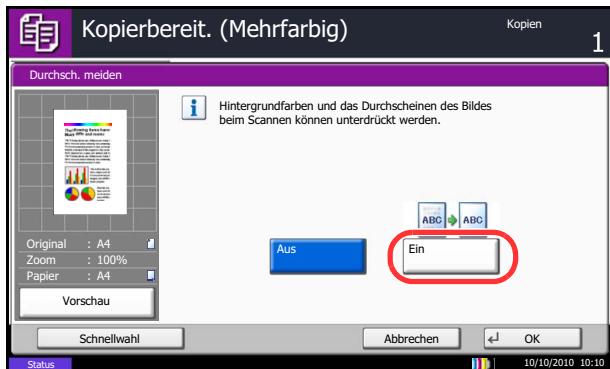 Kopierbereit. (Mehrfarbig)
Kopien
1
Durchsch. meiden
Hintergrundfarben und das Durchscheinen des Bildes
beim Scannen können unterdrückt werden.
ABC ABC
Original : A4
Zoom : 100%
Papier : A4
Aus
Ein
Vorschau
Schnellwahl
Abbrechen
OK
Status
10/10/2010 10:10